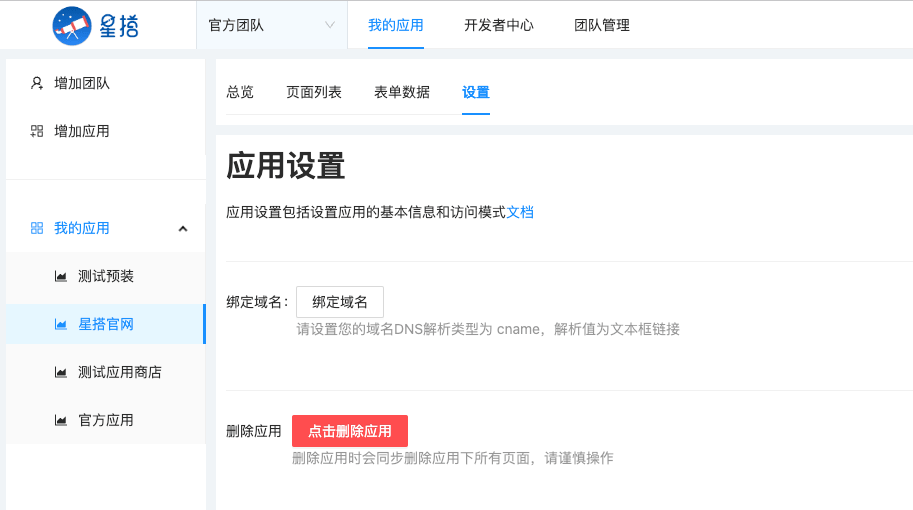 星搭
官方团队
我的应用
开发者中心
团队管理
增加团队
增加应用
我的应用
测试预装
星搭官网
测试应用商店
官方应用
总览
页面列表
表单数据
设置
应用设置
应用设置包括设置应用的基本信息和访问模式文档
绑定域名： 绑定域名
请设置您的域名DNS解析类型为 cname，解析值为文本框链接
删除应用 点击删除应用
删除应用时会同步删除应用下所有页面，请谨慎操作